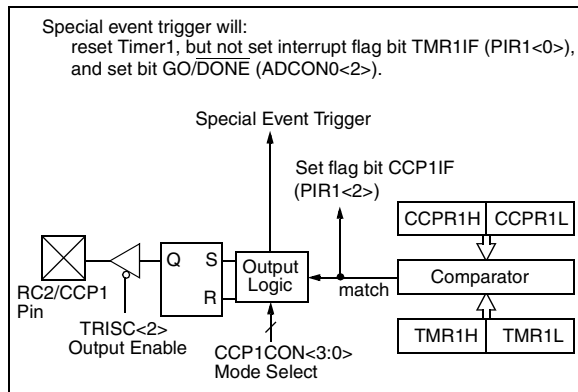 Special event trigger will:
reset Timer1, but not set interrupt flag bit TMR1IF (PIR1<0>),
and set bit GO/DONE (ADCON0<2>).
Special Event Trigger
Set flag bit CCP1IF
(PIR1<2>)
CCPR1H CCPR1L
Q S Output
Logic
R
match
Comparator
RC2/CCP1
Pin
TRISC<2>
Output Enable
CCP1CON<3:0>
Mode Select
TMR1H TMR1L